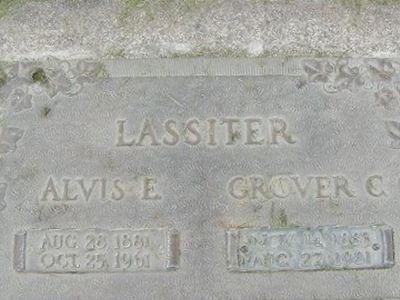 LASSITER
ALVIS E. GROVER C.
AUG 28, 1881
OCT 25, 1961